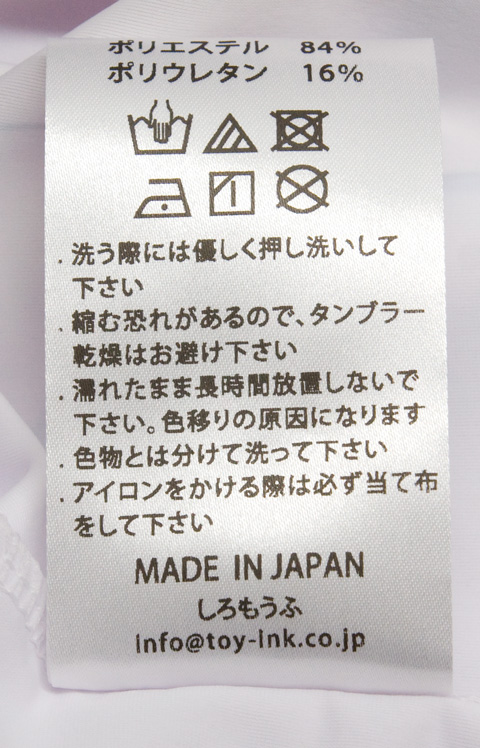 ポリエステル 84%
ポリウレタン 16%
. 洗う際には優しく押し洗いして
下さい
. 縮む恐れがあるので、タンブラー
乾燥はお避け下さい
. 濡れたまま長時間放置しないで
下さい。色移りの原因になります
. 色物とは分けて洗って下さい
. アイロンをかける際は必ず当て布
をして下さい
MADE IN JAPAN
しろもうふ
info@toy-ink.co.jp